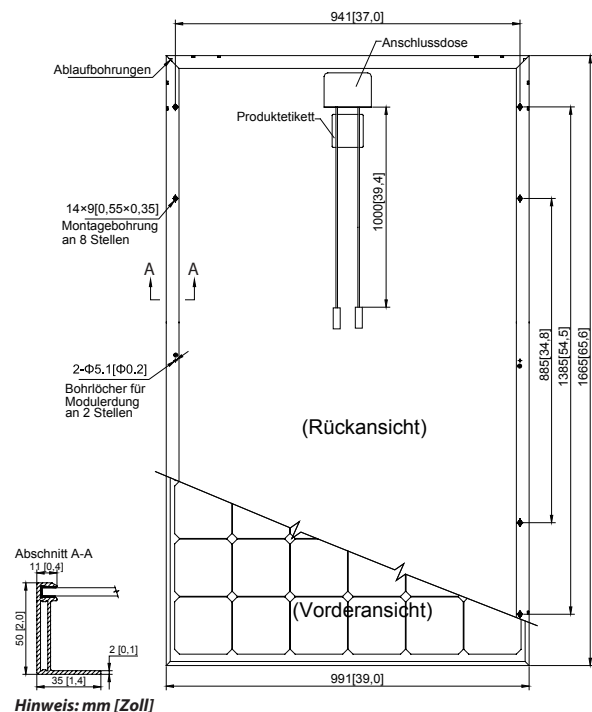 941[37,0]
Anschlussdose
Ablaufbohrungen
Produktetikett
1000[39,4]
14×9[0,55×0,35]
Montagebohrung
an 8 Stellen
A A
885[34,8]
1385[54,5]
1665[65,6]
2-Φ5.1[Φ0.2]
Bohrlöcher für
Modulerdung
an 2 Stellen
(Rückansicht)
Abschnitt A-A
11 [0,4]
50 [2,0]
2 [0,1]
35 [1,4]
(Vorderansicht)
991[39,0]
Hinweis: mm [Zoll]